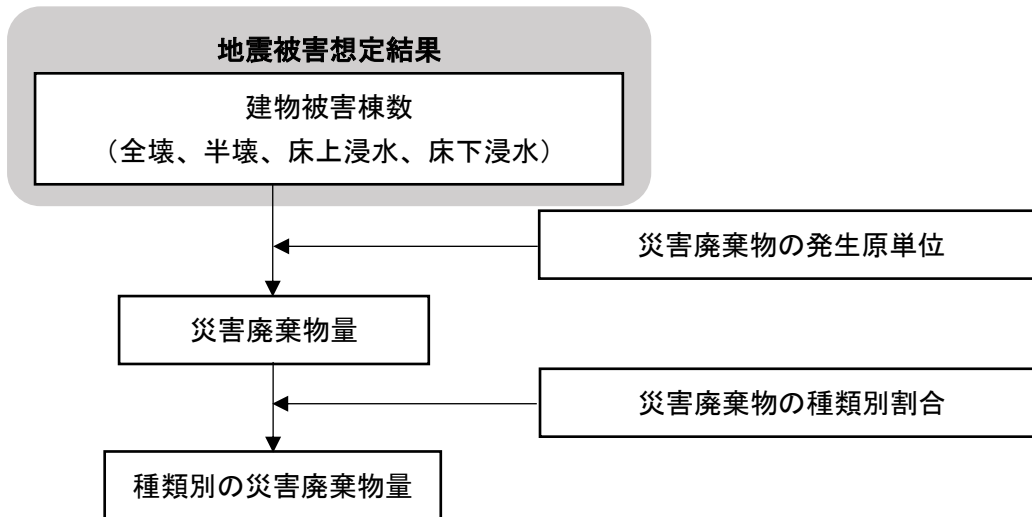 地震被害想定結果
建物被害棟数
（全壊、半壊、床上浸水、床下浸水）
災害廃棄物の発生原単位
災害廃棄物量
災害廃棄物の種類別割合
種類別の災害廃棄物量